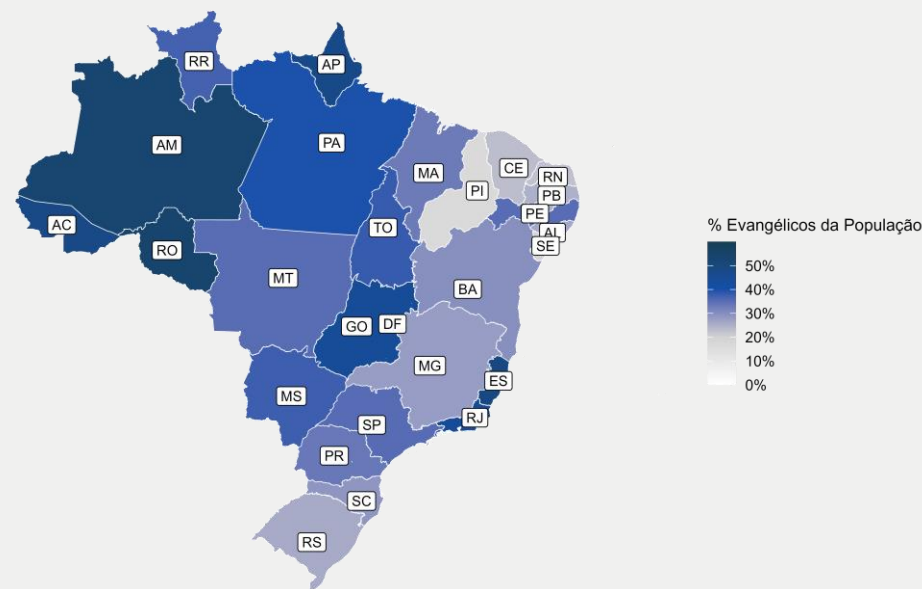 RR
AP
AM
PA
MA
CE
RN
PI
PB
PE
AL
SE
AC
RO
TO
MT
BA
GO
DF
MG
ES
MS
SP
RJ
PR
SC
RS
% Evangélicos da População
50%
40%
30%
20%
10%
0%